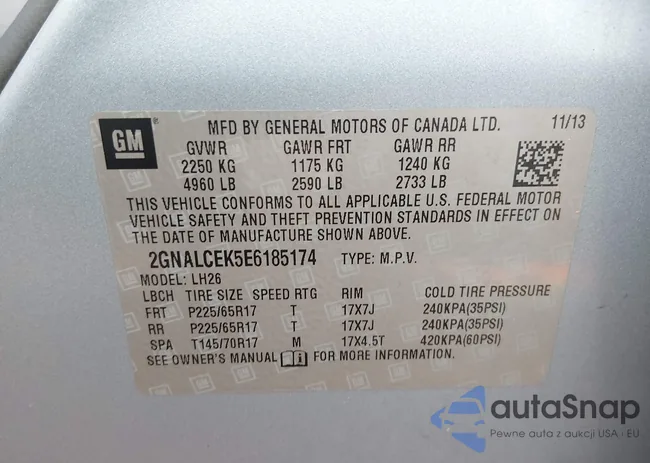 GM
MFD BY GENERAL MOTORS OF CANADA LTD. 11/13
GVWR GAWR FRT GAWR RR
2250 KG 1175 KG 1240 KG
4960 LB 2590 LB 2733 LB
THIS VEHICLE CONFORMS TO ALL APPLICABLE U.S. FEDERAL MOTOR
VEHICLE SAFETY AND THEFT PREVENTION STANDARDS IN EFFECT ON
THE DATE OF MANUFACTURE SHOWN ABOVE.
2GNALCEK5E6185174 TYPE: M.P.V.
MODEL: LH26
LBCH TIRE SIZE SPEED RTG RIM COLD TIRE PRESSURE
FRT P225/65R17 T 17X7J 240KPA(35PSI)
RR P225/65R17 T 17X7J 240KPA(35PSI)
SPA T145/70R17 M 17X4.5T 420KPA(60PSI)
SEE OWNER'S MANUAL FOR MORE INFORMATION.
autaSnap
Pewne auta z aukcji USA i EU